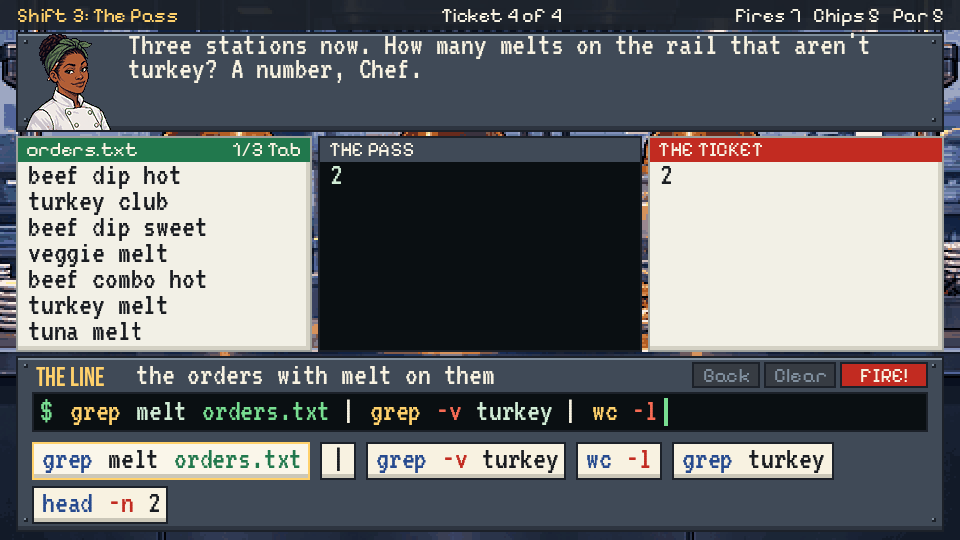 Shift 3: The Pass
Ticket 4 of 4
Fires 7 Chips 8 Par 8
Three stations now. How many melts on the rail that aren't
turkey? A number, Chef.
orders.txt 1/3 Tab
beef dip hot
turkey club
beef dip sweet
veggie melt
beef combo hot
turkey melt
tuna melt
THE PASS
2
THE TICKET
2
THE LINE the orders with melt on them
Back Clear FIRE!
$ grep melt orders.txt | grep -v turkey | wc -l
grep melt orders.txt | grep -v turkey wc -l grep turkey
head -n 2